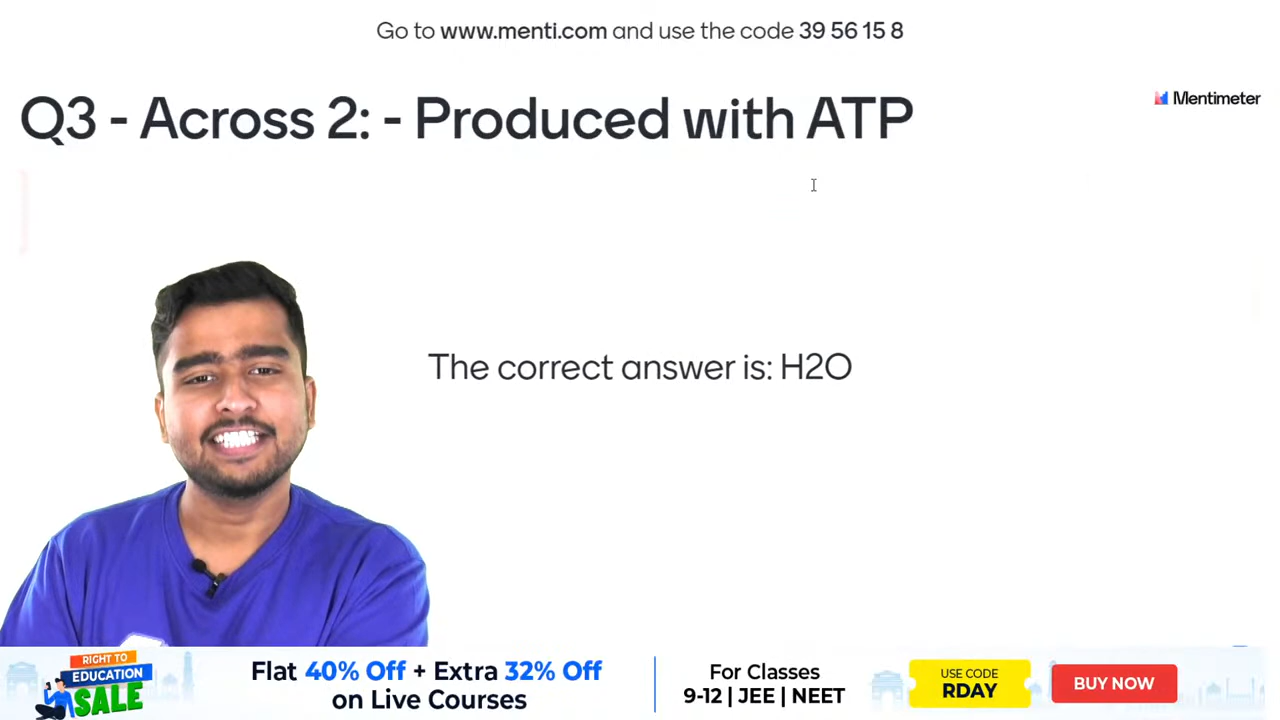 Go to www.menti.com and use the code 39 56 15 8
Q3 - Across 2: - Produced with ATP
Mentimeter
The correct answer is: H2O
RIGHT TO
EDUCATION
SALE
Flat 40% Off + Extra 32% Off
on Live Courses
For Classes
9-12 | JEE | NEET
USE CODE
RDAY
BUY NOW